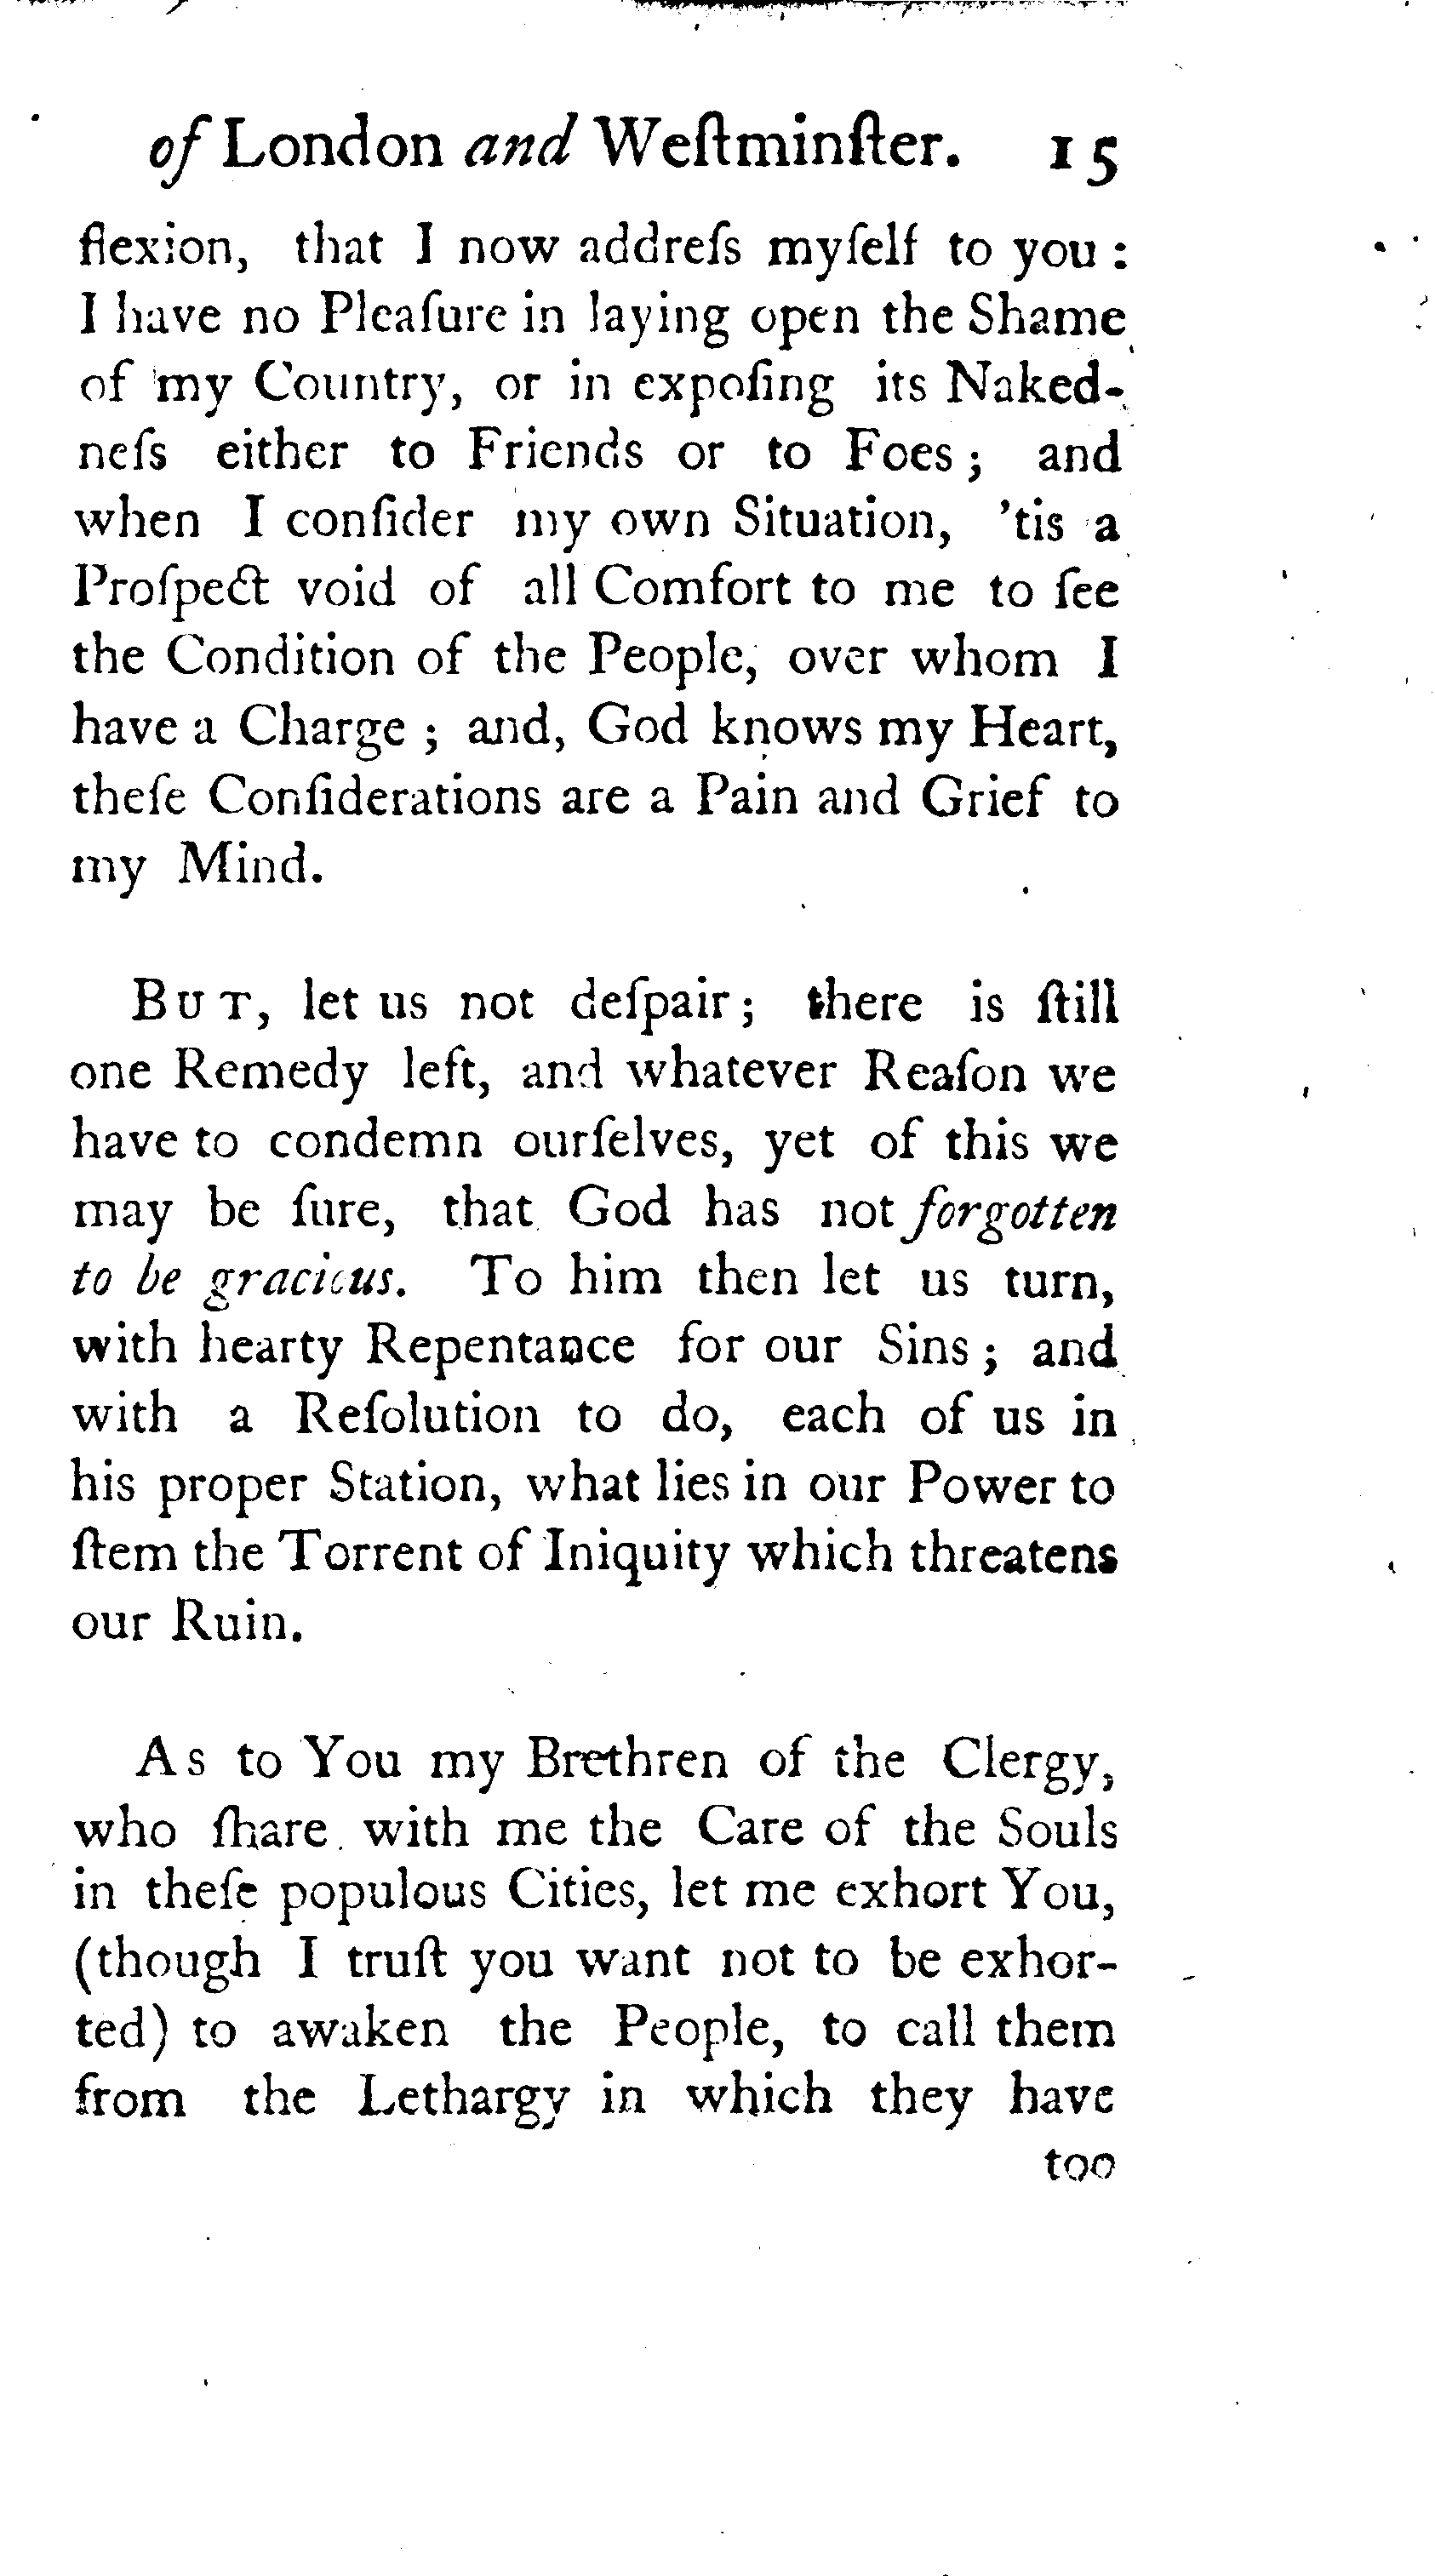 of London and Weſtminſter. 15
flexion, that I now addreſs myſelf to you :
I have no Pleaſure in laying open the Shame
of my Country, or in expoſing its Naked-
neſs either to Friends or to Foes ; and
when I conſider my own Situation, 'tis a
Proſpect void of all Comfort to me to ſee
the Condition of the People, over whom I
have a Charge ; and, God knows my Heart,
theſe Conſiderations are a Pain and Grief to
my Mind.
BUT, let us not deſpair ; there is ſtill
one Remedy left, and whatever Reaſon we
have to condemn ourſelves, yet of this we
may be ſure, that God has not forgotten
to be gracious. To him then let us turn,
with hearty Repentance for our Sins ; and
with a Reſolution to do, each of us in
his proper Station, what lies in our Power to
ſtem the Torrent of Iniquity which threatens
our Ruin.
As to You my Brethren of the Clergy,
who ſhare with me the Care of the Souls
in theſe populous Cities, let me exhort You,
(though I truſt you want not to be exhor-
ted) to awaken the People, to call them
from the Lethargy in which they have
too